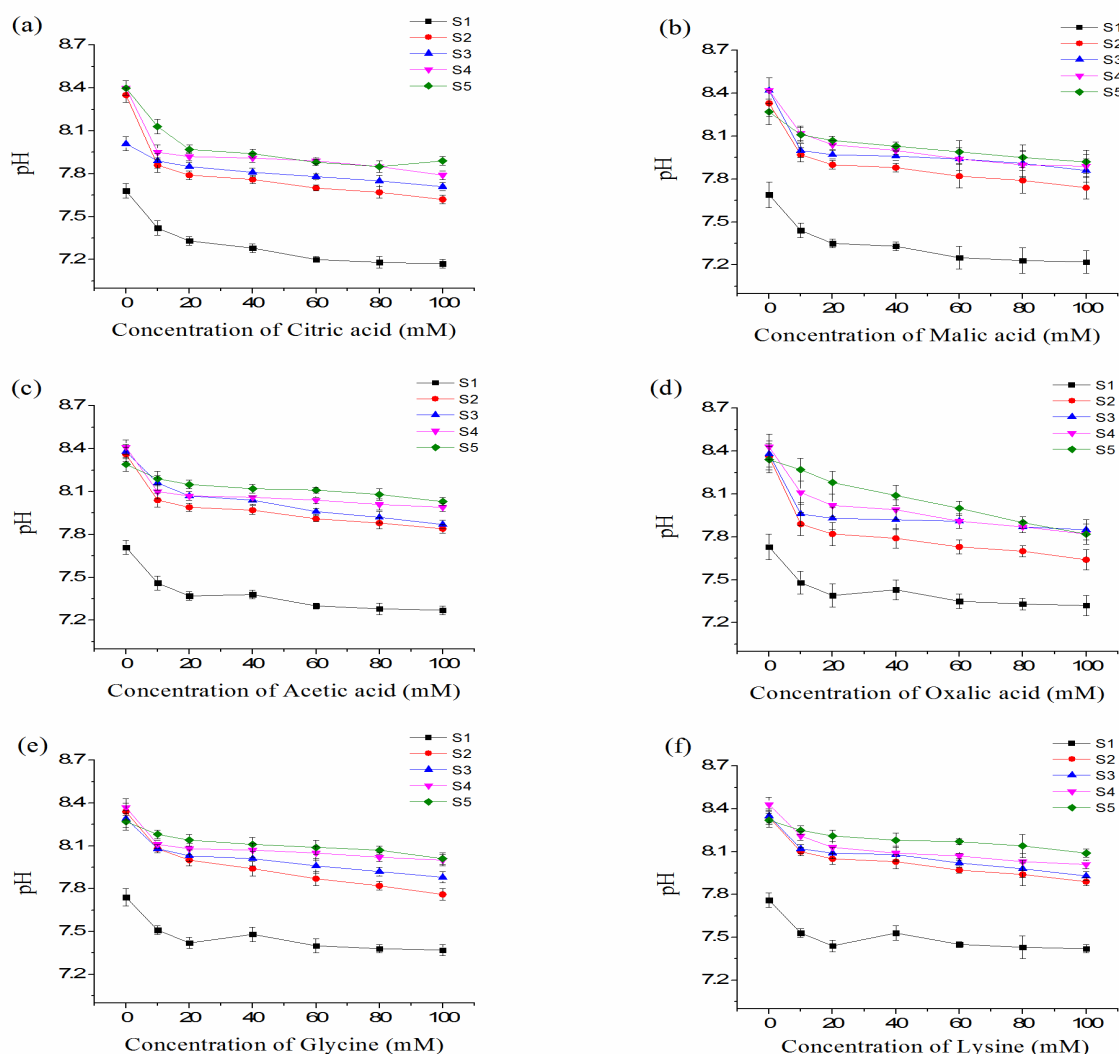 (a)
S1
S2
S3
S4
S5
8.7
8.4
8.1
7.8
7.5
7.2
pH
0 20 40 60 80 100
Concentration of Citric acid (mM)
(b)
S1
S2
S3
S4
S5
8.7
8.4
8.1
7.8
7.5
7.2
pH
0 20 40 60 80 100
Concentration of Malic acid (mM)
(c)
S1
S2
S3
S4
S5
8.7
8.4
8.1
7.8
7.5
7.2
pH
0 20 40 60 80 100
Concentration of Acetic acid (mM)
(d)
S1
S2
S3
S4
S5
8.7
8.4
8.1
7.8
7.5
7.2
pH
0 20 40 60 80 100
Concentration of Oxalic acid (mM)
(e)
S1
S2
S3
S4
S5
8.7
8.4
8.1
7.8
7.5
7.2
pH
0 20 40 60 80 100
Concentration of Glycine (mM)
(f)
S1
S2
S3
S4
S5
8.7
8.4
8.1
7.8
7.5
7.2
pH
0 20 40 60 80 100
Concentration of Lysine (mM)